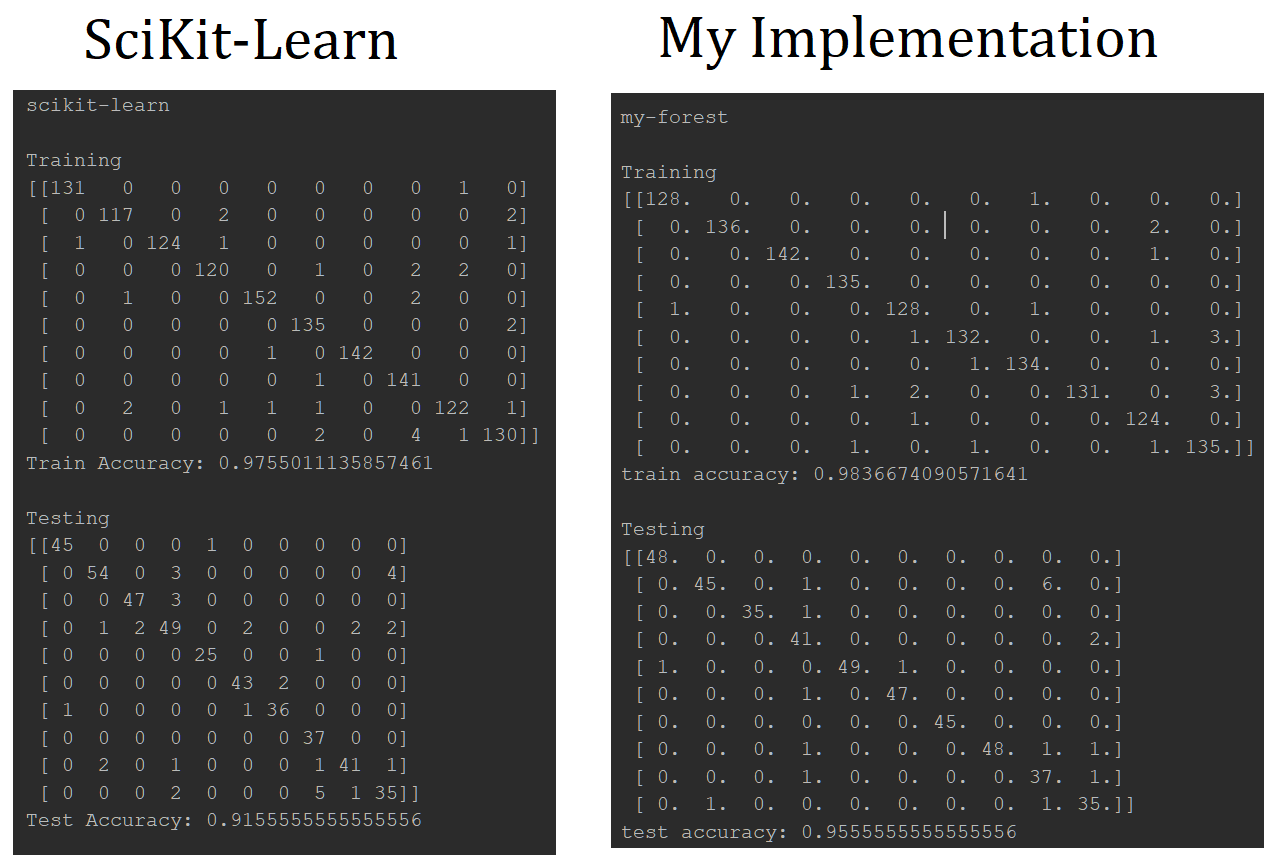 SciKit-Learn
scikit-learn
Training
[[131   0   0   0   0   0   0   0   1   0]
 [  0 117   0   2   0   0   0   0   0   2]
 [  1   0 124   1   0   0   0   0   0   1]
 [  0   0   0 120   0   1   0   2   2   0]
 [  0   1   0   0 152   0   0   2   0   0]
 [  0   0   0   0   0 135   0   0   0   2]
 [  0   0   0   0   1   0 142   0   0   0]
 [  0   0   0   0   0   1   0 141   0   0]
 [  0   2   0   1   1   1   0   0 122   1]
 [  0   0   0   0   0   2   0   4   1 130]]
Train Accuracy: 0.9755011135857461
Testing
[[45  0  0  0  1  0  0  0  0  0]
 [ 0 54  0  3  0  0  0  0  0  4]
 [ 0  0 47  3  0  0  0  0  0  0]
 [ 0  1  2 49  0  2  0  0  2  2]
 [ 0  0  0  0 25  0  0  1  0  0]
 [ 0  0  0  0  0 43  2  0  0  0]
 [ 1  0  0  0  0  1 36  0  0  0]
 [ 0  0  0  0  0  0  0 37  0  0]
 [ 0  2  0  1  0  0  0  1 41  1]
 [ 0  0  0  2  0  0  0  5  1 35]]
Test Accuracy: 0.9155555555555556
My Implementation
my-forest
Training
[[128.   0.   0.   0.   0.   0.   1.   0.   0.   0.]
 [  0. 136.   0.   0.   0.   0.   0.   0.   2.   0.]
 [  0.   0. 142.   0.   0.   0.   0.   0.   1.   0.]
 [  0.   0.   0. 135.   0.   0.   0.   0.   0.   0.]
 [  1.   0.   0.   0. 128.   0.   1.   0.   0.   0.]
 [  0.   0.   0.   0.   1. 132.   0.   0.   1.   3.]
 [  0.   0.   0.   0.   0.   1. 134.   0.   0.   0.]
 [  0.   0.   0.   1.   2.   0.   0. 131.   0.   3.]
 [  0.   0.   0.   0.   1.   0.   0.   0. 124.   0.]
 [  0.   0.   0.   1.   0.   1.   0.   0.   1. 135.]]
train accuracy: 0.9836674090571641
Testing
[[48.  0.  0.  0.  0.  0.  0.  0.  0.  0.]
 [ 0. 45.  0.  1.  0.  0.  0.  0.  6.  0.]
 [ 0.  0. 35.  1.  0.  0.  0.  0.  0.  0.]
 [ 0.  0.  0. 41.  0.  0.  0.  0.  0.  2.]
 [ 1.  0.  0.  0. 49.  1.  0.  0.  0.  0.]
 [ 0.  0.  0.  1.  0. 47.  0.  0.  0.  0.]
 [ 0.  0.  0.  0.  0.  0. 45.  0.  0.  0.]
 [ 0.  0.  0.  1.  0.  0.  0. 48.  1.  1.]
 [ 0.  0.  0.  1.  0.  0.  0.  0. 37.  1.]
 [ 0.  1.  0.  0.  0.  0.  0.  0.  1. 35.]]
test accuracy: 0.9555555555555556